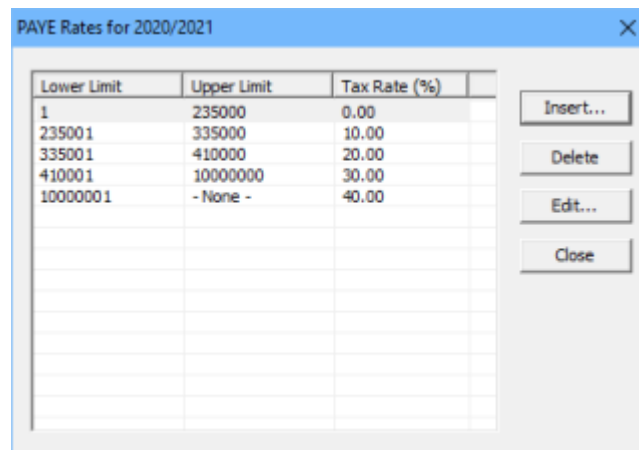 PAYE Rates for 2020/2021
Lower Limit Upper Limit Tax Rate (%)
1 235000 0.00
235001 335000 10.00
335001 410000 20.00
410001 10000000 30.00
10000001 - None - 40.00
Insert...
Delete
Edit...
Close